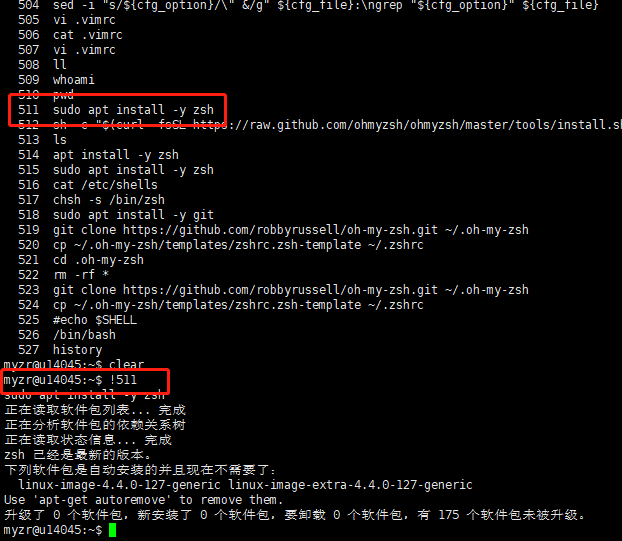 504 sed -i "s/${cfg_option}/\" &/g" ${cfg_file}:\ngrep "${cfg_option}" ${cfg_file}
505 vi .vimrc
506 cat .vimrc
507 vi .vimrc
508 ll
509 whoami
510 pwd
511 sudo apt install -y zsh
512 sh -c "$(curl -fsSL https://raw.github.com/ohmyzsh/ohmyzsh/master/tools/install.sh
513 ls
514 apt install -y zsh
515 sudo apt install -y zsh
516 cat /etc/shells
517 chsh -s /bin/zsh
518 sudo apt install -y git
519 git clone https://github.com/robbyrussell/oh-my-zsh.git ~/.oh-my-zsh
520 cp ~/.oh-my-zsh/templates/zshrc.zsh-template ~/.zshrc
521 cd .oh-my-zsh
522 rm -rf *
523 git clone https://github.com/robbyrussell/oh-my-zsh.git ~/.oh-my-zsh
524 cp ~/.oh-my-zsh/templates/zshrc.zsh-template ~/.zshrc
525 #echo $SHELL
526 /bin/bash
527 history
myzr@u14045:~$ clear
myzr@u14045:~$ !511
sudo apt install -y zsh
正在读取软件包列表... 完成
正在分析软件包的依赖关系树
正在读取状态信息... 完成
zsh 已经是最新的版本。
下列软件包是自动安装的并且现在不需要了：
linux-image-4.4.0-127-generic linux-image-extra-4.4.0-127-generic
Use 'apt-get autoremove' to remove them.
升级了 0 个软件包，新安装了 0 个软件包，要卸载 0 个软件包，有 175 个软件包未被升级。
myzr@u14045:~$